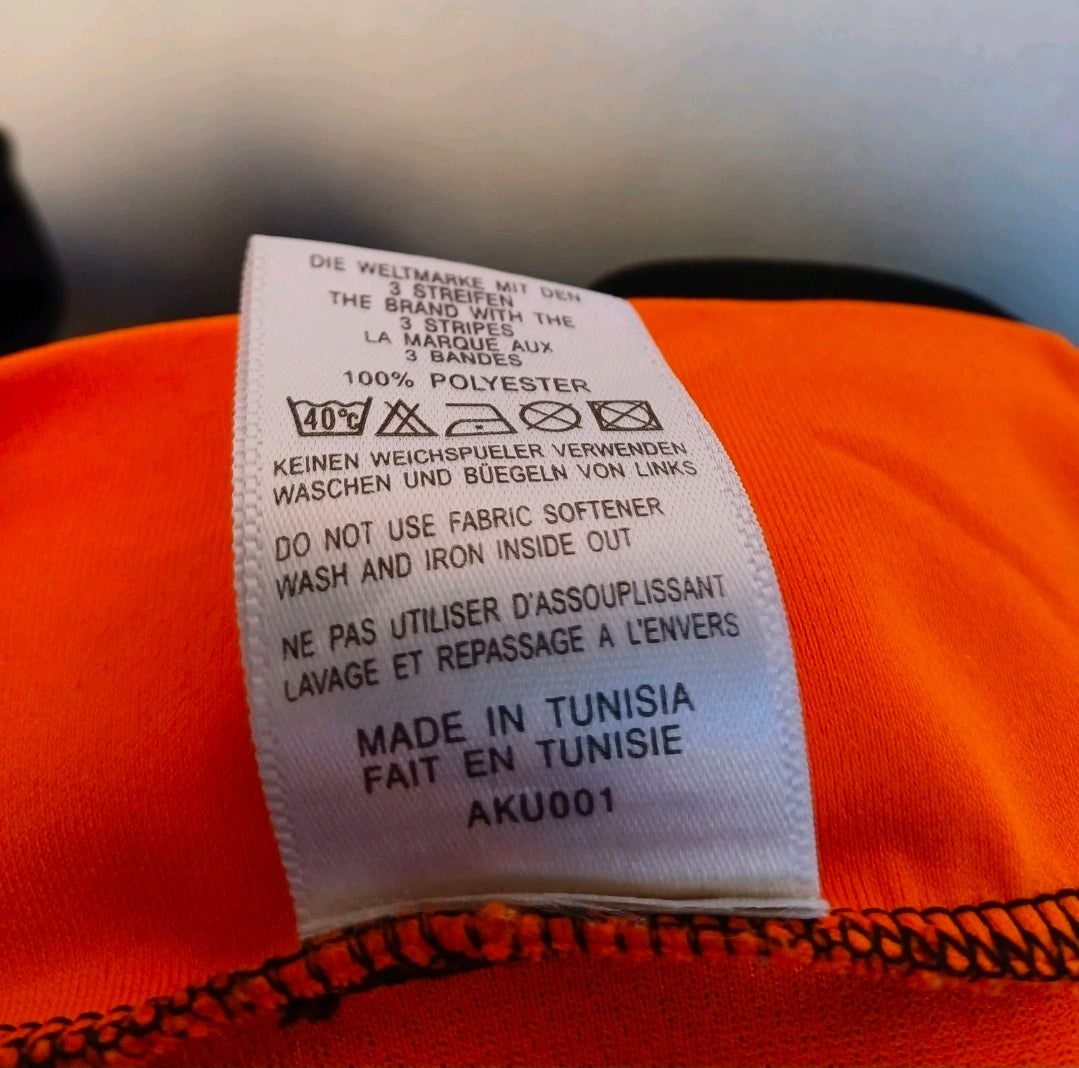 DIE WELTMARKE MIT DEN
3 STREIFEN
THE BRAND WITH THE
3 STRIPES
LA MARQUE AUX
3 BANDES
100% POLYESTER
40°C
KEINEN WEICHSPUELER VERWENDEN
WASCHEN UND BÜEGELN VON LINKS
DO NOT USE FABRIC SOFTENER
WASH AND IRON INSIDE OUT
NE PAS UTILISER D'ASSOUPLISSANT
LAVAGE ET REPASSAGE A L'ENVERS
MADE IN TUNISIA
FAIT EN TUNISIE
AKU001